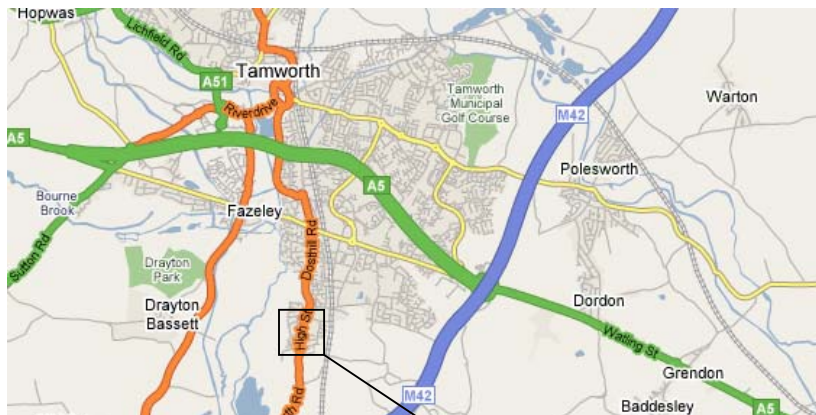 Hopwas
Lichfield Rd
Tamworth
A51
Riverdrive
Tamworth
Municipal
Golf Course
Warton
M42
A5
Polesworth
A5
Bourne
Brook
Fazeley
Sutton Rd
Dosthill Rd
Drayton
Park
Drayton
Bassett
Dordon
High St
Watling St
Grendon
M42
Baddesley
A5